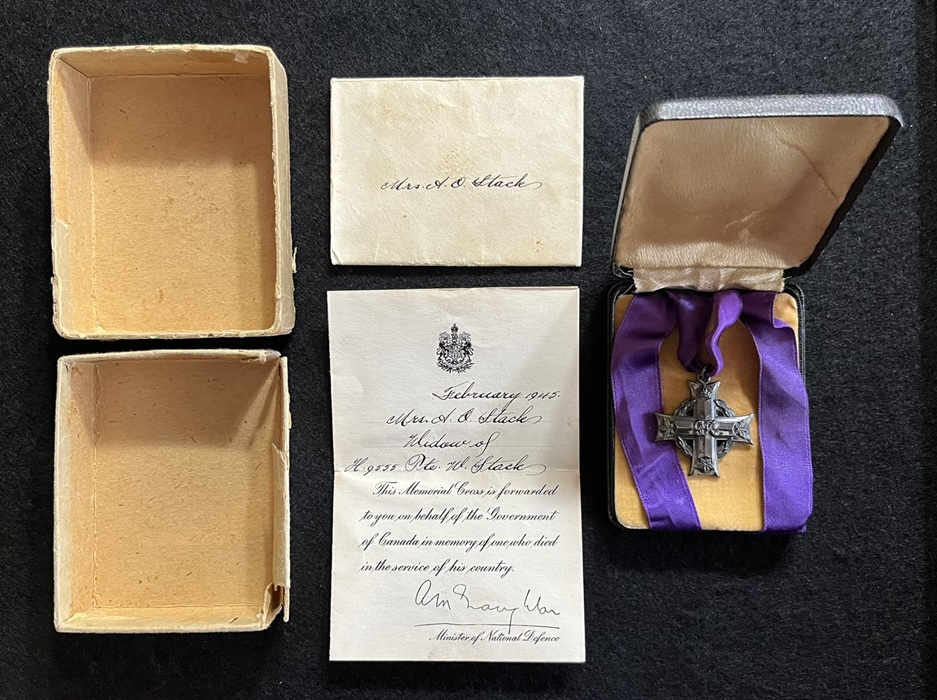 Mrs. A. O. Stack
February 1945.
Mrs. A. O. Stack
Widow of
H. 9555 Pte. W. Stack
This Memorial Cross is forwarded
to you on behalf of the Government
of Canada in memory of one who died
in the service of his country.
Minister of National Defence